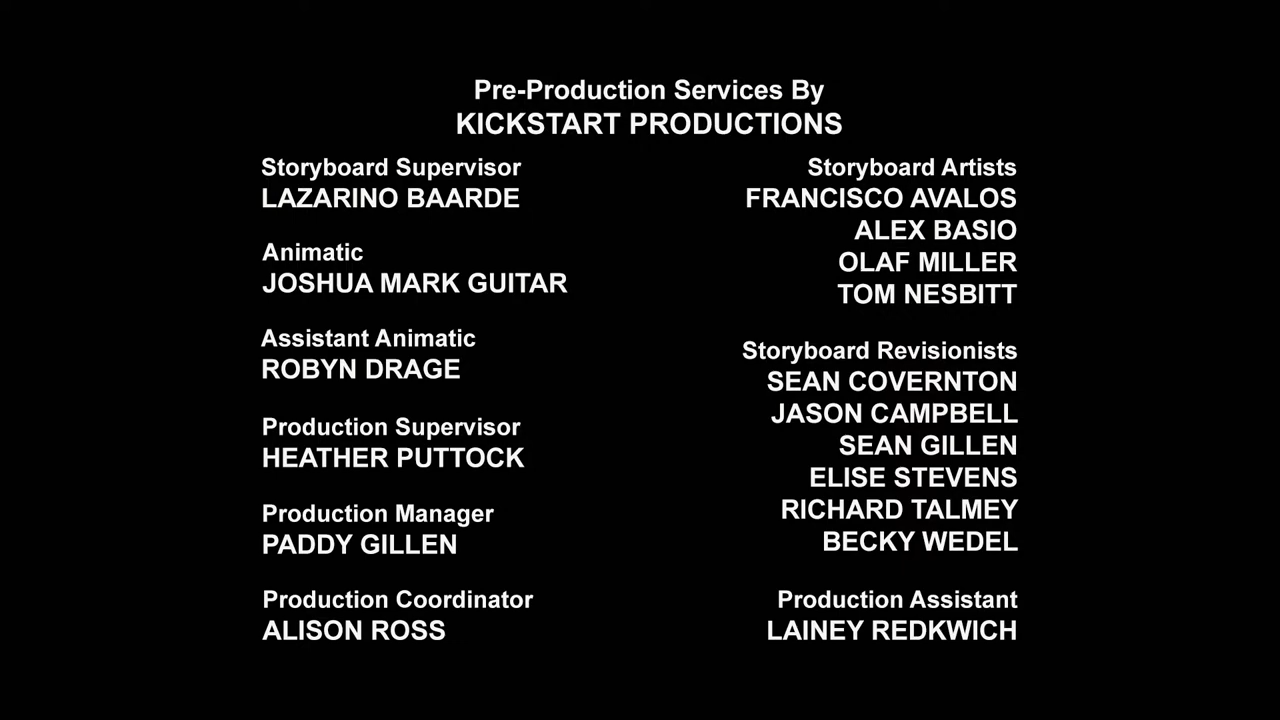 Pre-Production Services By
KICKSTART PRODUCTIONS
Storyboard Supervisor
LAZARINO BAARDE
Animatic
JOSHUA MARK GUITAR
Assistant Animatic
ROBYN DRAGE
Production Supervisor
HEATHER PUTTOCK
Production Manager
PADDY GILLEN
Production Coordinator
ALISON ROSS
Storyboard Artists
FRANCISCO AVALOS
ALEX BASIO
OLAF MILLER
TOM NESBITT
Storyboard Revisionists
SEAN COVERNTON
JASON CAMPBELL
SEAN GILLEN
ELISE STEVENS
RICHARD TALMEY
BECKY WEDEL
Production Assistant
LAINEY REDKWICH